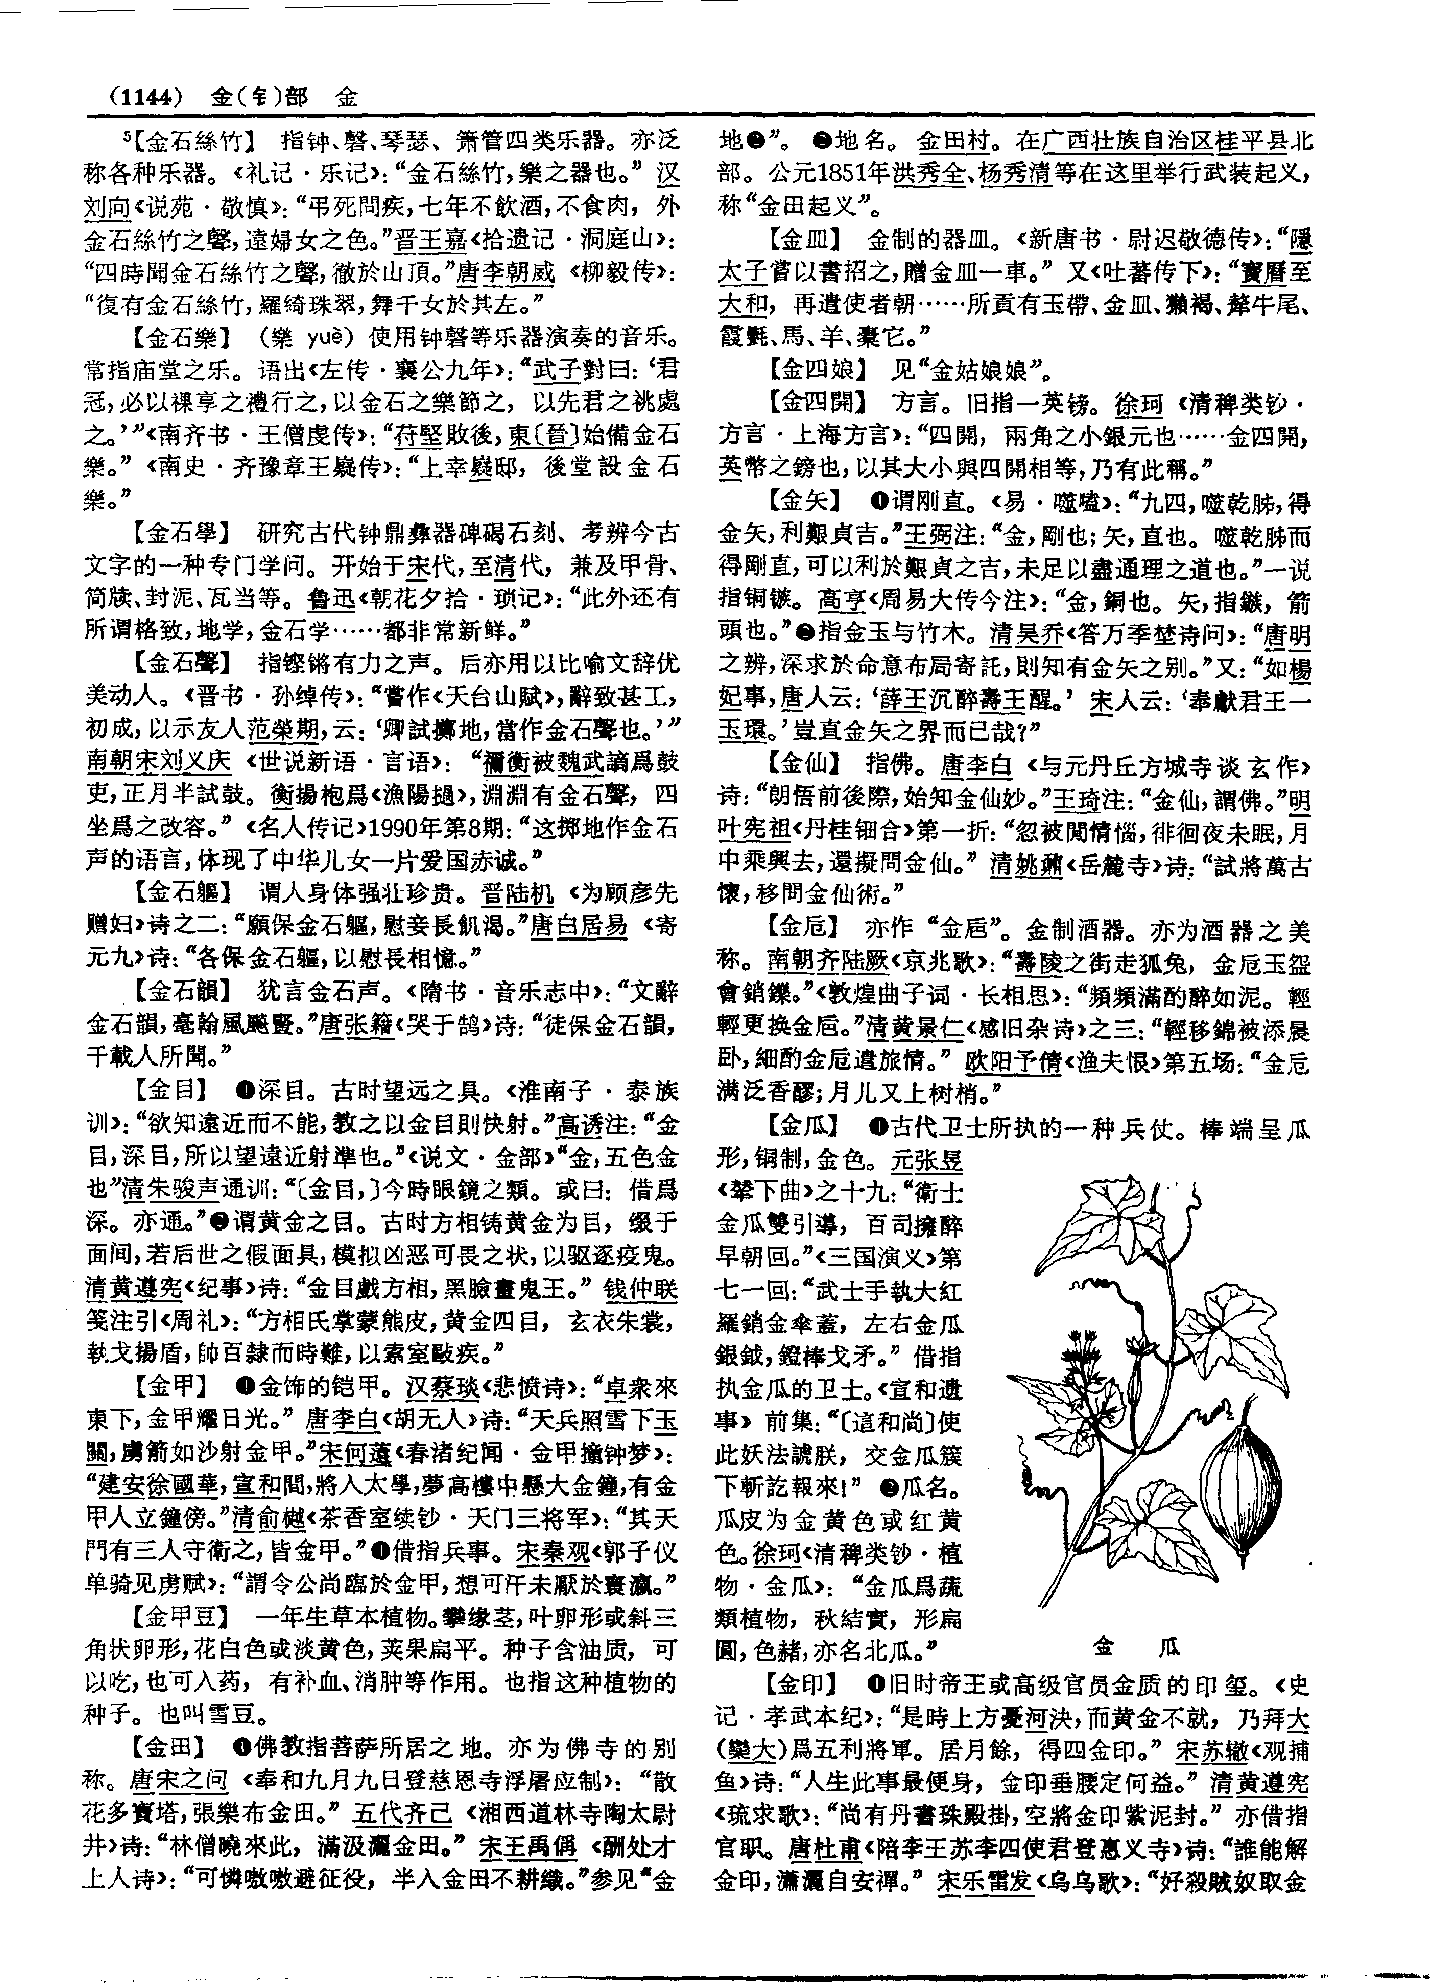 (1144) 金(钅)部 金
⁵【金石絲竹】 指钟、磬、琴瑟、箫管四类乐器。亦泛
称各种乐器。《礼记·乐记》：“金石絲竹，樂之器也。”汉
刘向《说苑·敬慎》：“弔死問疾，七年不飲酒，不食肉，外
金石絲竹之聲，遠婦女之色。”晋王嘉《拾遗记·洞庭山》：
“四時聞金石絲竹之聲，徹於山頂。”唐李朝威《柳毅传》：
“復有金石絲竹，羅綺珠翠，舞千女於其左。”
【金石樂】 （樂 yuè）使用钟磬等乐器演奏的音乐。
常指庙堂之乐。语出《左传·襄公九年》：“武子對曰：‘君
冠，必以祼享之禮行之，以金石之樂節之，以先君之祧處
之。’”《南齐书·王僧虔传》：“苻堅敗後，東〔晉〕始備金石
樂。”《南史·齐豫章王嶷传》：“上幸嶷邸，後堂設金石
樂。”
【金石學】 研究古代钟鼎彝器碑碣石刻、考辨今古
文字的一种专门学问。开始于宋代，至清代，兼及甲骨、
简牍、封泥、瓦当等。鲁迅《朝花夕拾·琐记》：“此外还有
所谓格致，地学，金石学……都非常新鲜。”
【金石聲】 指铿锵有力之声。后亦用以比喻文辞优
美动人。《晋书·孙绰传》：“嘗作《天台山賦》，辭致甚工，
初成，以示友人范榮期，云：‘卿試擲地，當作金石聲也。’”
南朝宋刘义庆《世说新语·言语》：“禰衡被魏武謫爲鼓
吏，正月半試鼓。衡揚枹爲《漁陽摻撾》，淵淵有金石聲，四
坐爲之改容。”《名人传记》1990年第8期：“这掷地作金石
声的语言，体现了中华儿女一片爱国赤诚。”
【金石軀】 谓人身体强壮珍贵。晋陆机《为顾彦先
赠妇》诗之二：“願保金石軀，慰妾長飢渴。”唐白居易《寄
元九》诗：“各保金石軀，以慰長相憶。”
【金石韻】 犹言金石声。《隋书·音乐志中》：“文辭
金石韻，毫翰風飈豎。”唐张籍《哭于鹄》诗：“徒保金石韻，
千載人所聞。”
【金目】 ❶深目。古时望远之具。《淮南子·泰族
训》：“欲知遠近而不能，教之以金目則快射。”高诱注：“金
目，深目，所以望遠近射準也。”《说文·金部》“金，五色金
也”清朱骏声通训：“〔金目，〕今時眼鏡之類。或曰：借爲
深。亦通。”❷谓黄金之目。古时方相铸黄金为目，缀于
面间，若后世之假面具，模拟凶恶可畏之状，以驱逐疫鬼。
清黄遵宪《纪事》诗：“金目戲方相，黑臉畫鬼王。”钱仲联
笺注引《周礼》：“方相氏掌蒙熊皮，黄金四目，玄衣朱裳，
執戈揚盾，帥百隸而時難，以索室毆疾。”
【金甲】 ❶金饰的铠甲。汉蔡琰《悲愤诗》：“卓衆來
東下，金甲耀日光。”唐李白《胡无人》诗：“天兵照雪下玉
關，虜箭如沙射金甲。”宋何薳《春渚纪闻·金甲撞钟梦》：
“建安徐國華，宣和間，將入太學，夢高樓中懸大金鐘，有金
甲人立鐘傍。”清俞樾《茶香室续钞·天门三将军》：“其天
門有三人守衛之，皆金甲。”❶借指兵事。宋秦观《郭子仪
单骑见虏赋》：“謂令公尚臨於金甲，想可汗未厭於寰瀛。”
【金甲豆】 一年生草本植物。攀缘茎，叶卵形或斜三
角状卵形，花白色或淡黄色，荚果扁平。种子含油质，可
以吃，也可入药，有补血、消肿等作用。也指这种植物的
种子。也叫雪豆。
【金田】 ❶佛教指菩萨所居之地。亦为佛寺的别
称。唐宋之问《奉和九月九日登慈恩寺浮屠应制》：“散
花多寶塔，張樂布金田。”五代齐己《湘西道林寺陶太尉
井》诗：“林僧曉來此，滿汲灑金田。”宋王禹偁《酬处才
上人诗》：“可憐嗷嗷避征役，半入金田不耕織。”参见“金
地❷”。❷地名。金田村。在广西壮族自治区桂平县北
部。公元1851年洪秀全、杨秀清等在这里举行武装起义，
称“金田起义”。
【金皿】 金制的器皿。《新唐书·尉迟敬德传》：“隱
太子嘗以書招之，贈金皿一車。”又《吐蕃传下》：“寶曆至
大和，再遣使者朝……所貢有玉帶、金皿、獺褐、犛牛尾、
霞氈、馬、羊、橐它。”
【金四娘】 见“金姑娘娘”。
【金四開】 方言。旧指一英镑。徐珂《清稗类钞·
方言·上海方言》：“四開，兩角之小銀元也……金四開，
英幣之鎊也，以其大小與四開相等，乃有此稱。”
【金矢】 ❶谓刚直。《易·噬嗑》：“九四，噬乾胏，得
金矢，利艱貞吉。”王弼注：“金，剛也；矢，直也。噬乾胏而
得剛直，可以利於艱貞之吉，未足以盡通理之道也。”一说
指铜镞。高亨《周易大传今注》：“金，銅也。矢，指鏃，箭
頭也。”❷指金玉与竹木。清吴乔《答万季埜诗问》：“唐明
之辨，深求於命意布局寄託，則知有金矢之别。”又：“如楊
妃事，唐人云：‘薛王沉醉壽王醒。’宋人云：‘奉獻君王一
玉環。’豈直金矢之界而已哉？”
【金仙】 指佛。唐李白《与元丹丘方城寺谈玄作》
诗：“朗悟前後際，始知金仙妙。”王琦注：“金仙，謂佛。”明
叶宪祖《丹桂钿合》第一折：“忽被閒情惱，徘徊夜未眠，月
中乘興去，還擬問金仙。”清姚鼐《岳麓寺》诗：“試將萬古
懷，移問金仙術。”
【金卮】 亦作“金巵”。金制酒器。亦为酒器之美
称。南朝齐陆厥《京兆歌》：“壽陵之街走狐兔，金卮玉盌
會銷鑠。”《敦煌曲子词·长相思》：“頻頻滿酌醉如泥。輕
輕更换金巵。”清黄景仁《感旧杂诗》之三：“輕移錦被添晨
卧，細酌金卮遣旅情。”欧阳予倩《渔夫恨》第五场：“金卮
满泛香醪；月儿又上树梢。”
【金瓜】 ❶古代卫士所执的一种兵仗。棒端呈瓜
形，铜制，金色。元张昱
《辇下曲》之十九：“衛士
金瓜雙引導，百司擁醉
早朝回。”《三国演义》第
七一回：“武士手執大紅
羅銷金傘蓋，左右金瓜
銀鉞，鐙棒戈矛。”借指
执金瓜的卫士。《宣和遗
事》前集：“〔這和尚〕使
此妖法諕朕，交金瓜簇
下斬訖報來！”❷瓜名。
瓜皮为金黄色或红黄
色。徐珂《清稗类钞·植
物·金瓜》：“金瓜爲蔬
類植物，秋結實，形扁
圓，色赭，亦名北瓜。”
金 瓜
【金印】 ❶旧时帝王或高级官员金质的印玺。《史
记·孝武本纪》：“是時上方憂河決，而黄金不就，乃拜大
(欒大)爲五利將軍。居月餘，得四金印。”宋苏辙《观捕
鱼》诗：“人生此事最便身，金印垂腰定何益。”清黄遵宪
《琉求歌》：“尚有丹書珠殿掛，空將金印紫泥封。”亦借指
官职。唐杜甫《陪李王苏李四使君登惠义寺》诗：“誰能解
金印，瀟灑自安禪。”宋乐雷发《乌乌歌》：“好殺賊奴取金